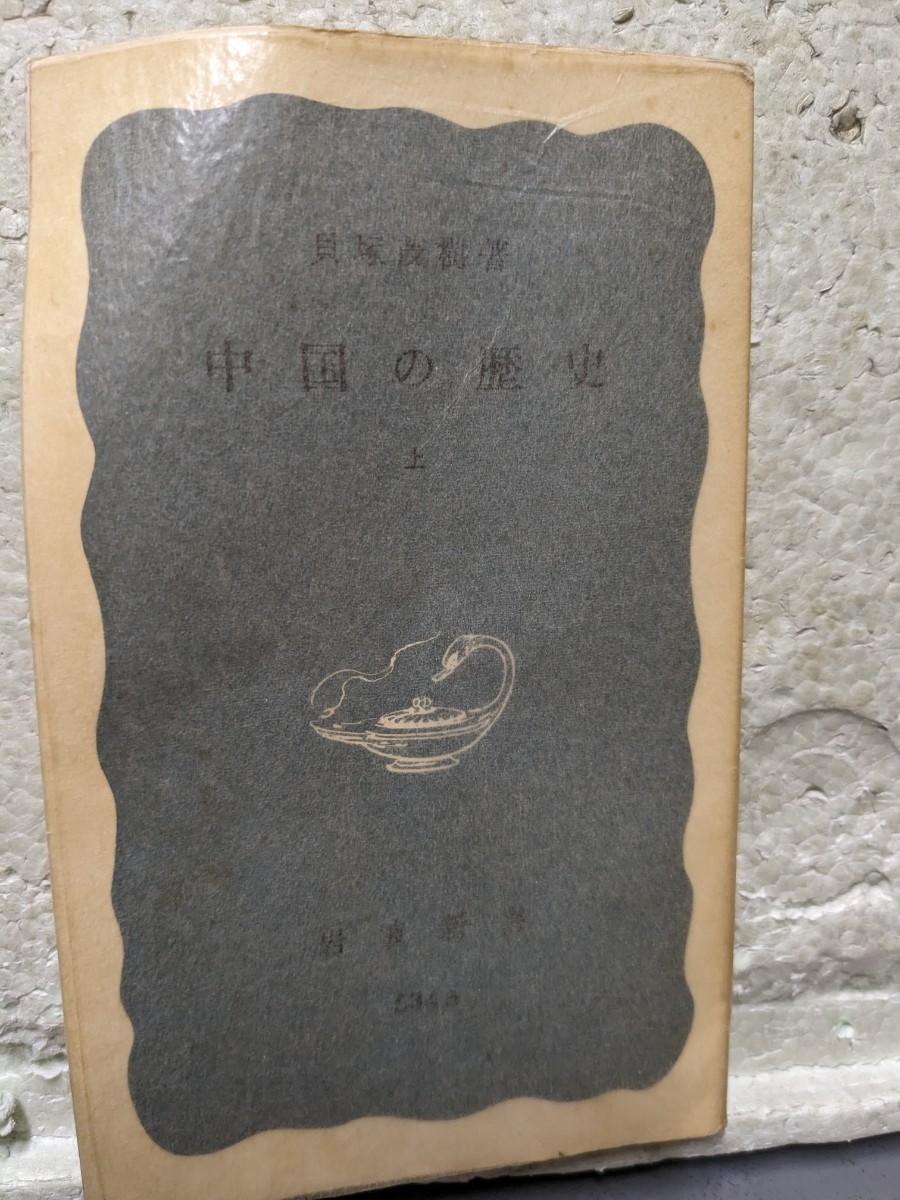 貝塚茂樹著
中国の歴史
上
岩波新書